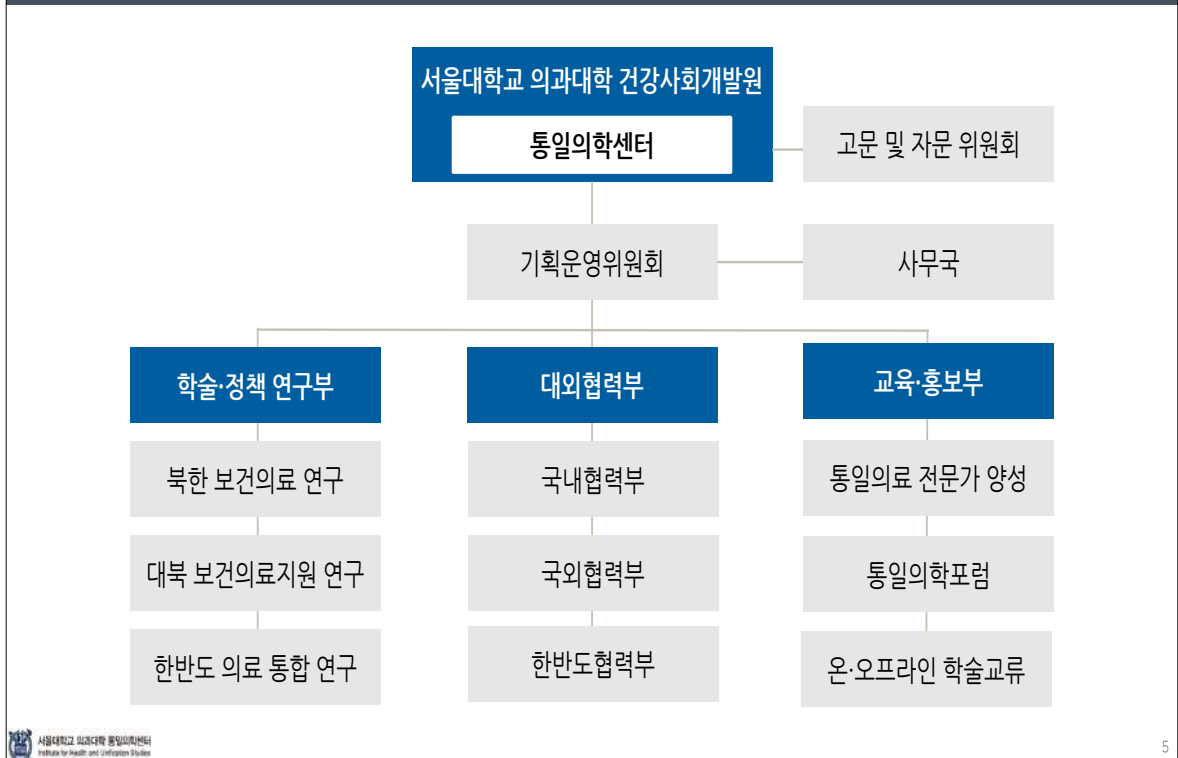 서울대학교 의과대학 건강사회개발원
통일의학센터
고문 및 자문 위원회
기획운영위원회
사무국
학술·정책 연구부
대외협력부
교육·홍보부
북한 보건의료 연구
국내협력부
통일의료 전문가 양성
대북 보건의료지원 연구
국외협력부
통일의학포럼
한반도 의료 통합 연구
한반도협력부
온·오프라인 학술교류
서울대학교 의과대학 통일의학센터
Institute for Health and Unification Studies
5